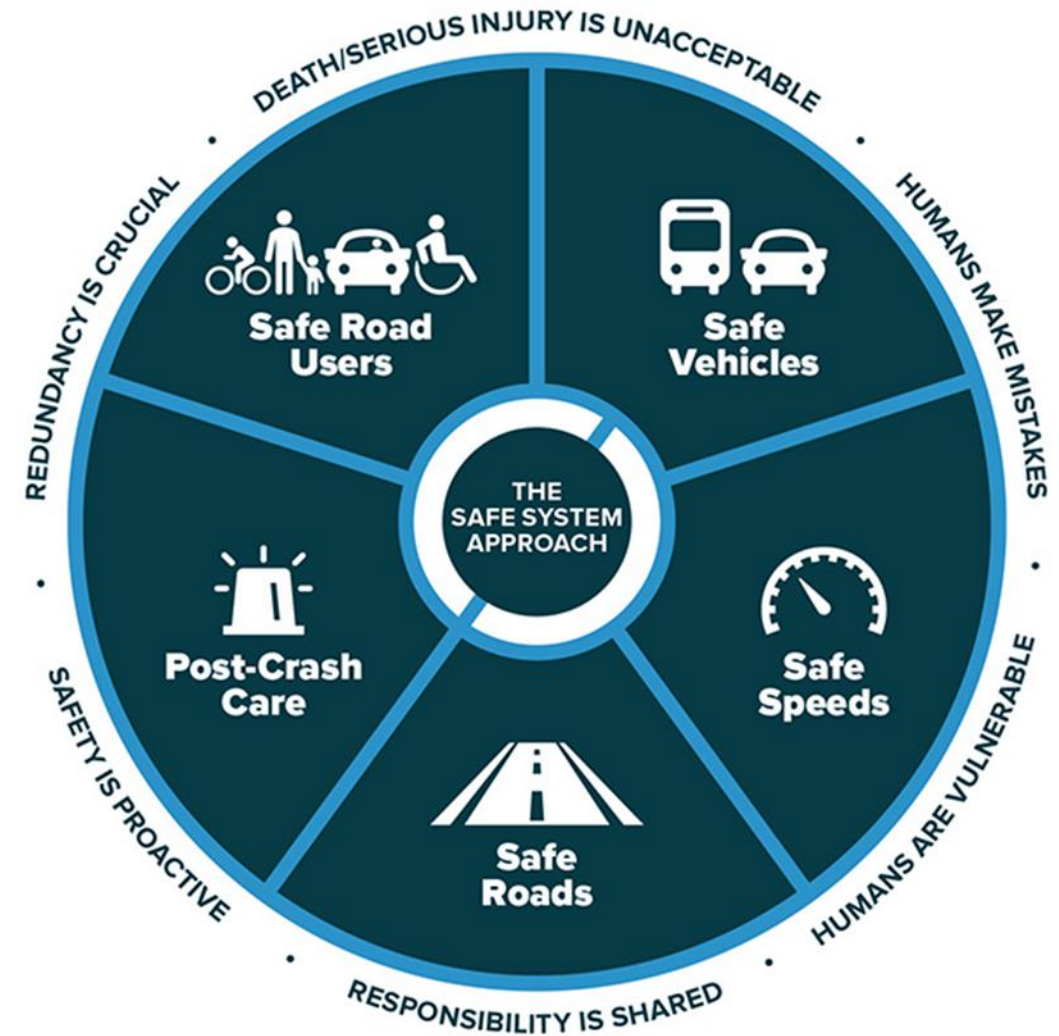 DEATH/SERIOUS INJURY IS UNACCEPTABLE
HUMANS MAKE MISTAKES
HUMANS ARE VULNERABLE
RESPONSIBILITY IS SHARED
SAFETY IS PROACTIVE
REDUNDANCY IS CRUCIAL
Safe Road
Users
Safe
Vehicles
Safe
Speeds
Safe
Roads
Post-Crash
Care
THE
SAFE SYSTEM
APPROACH